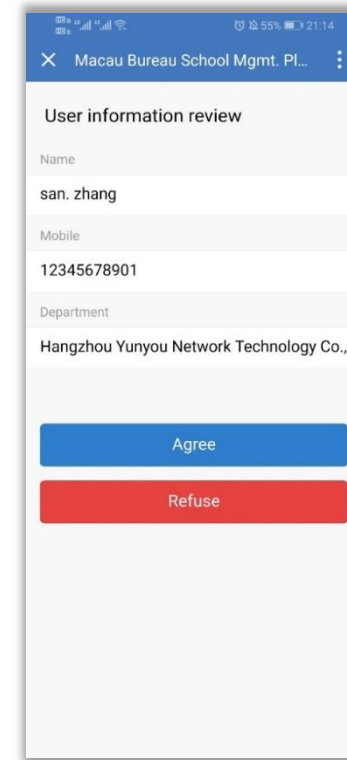 55% 21:14
Macau Bureau School Mgmt. Pl...
User information review
Name
san. zhang
Mobile
12345678901
Department
Hangzhou Yunyou Network Technology Co.,
Agree
Refuse